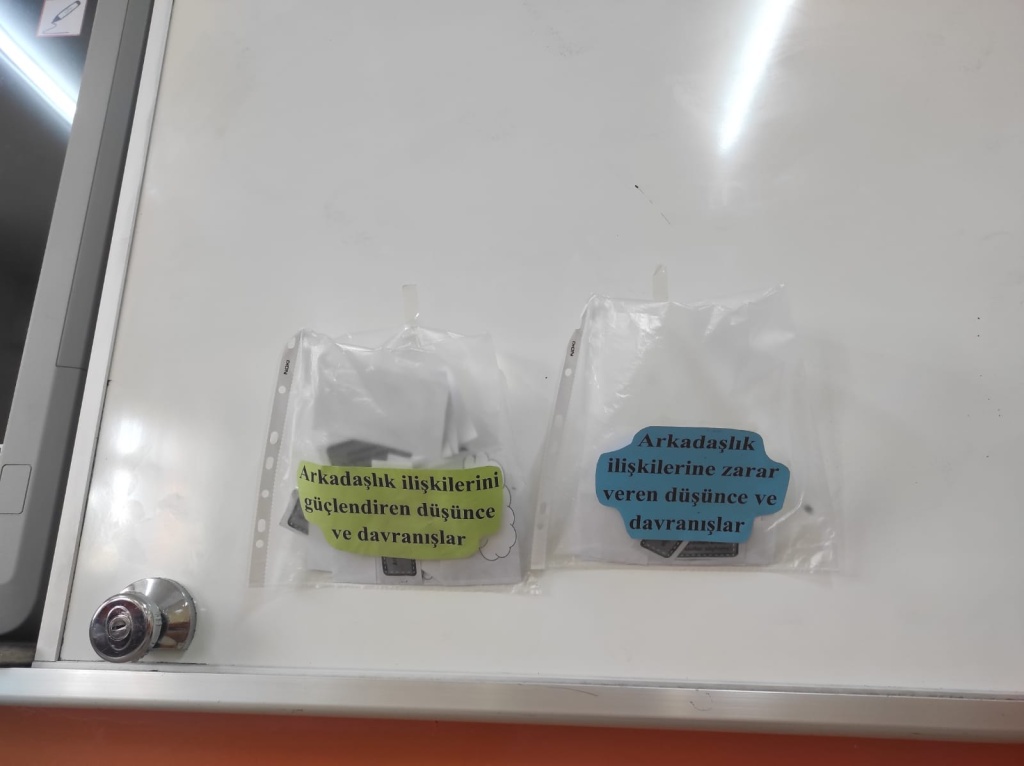 Arkadaşlık ilişkilerini
güçlendiren düşünce
ve davranışlar
Arkadaşlık
ilişkilerine zarar
veren düşünce ve
davranışlar